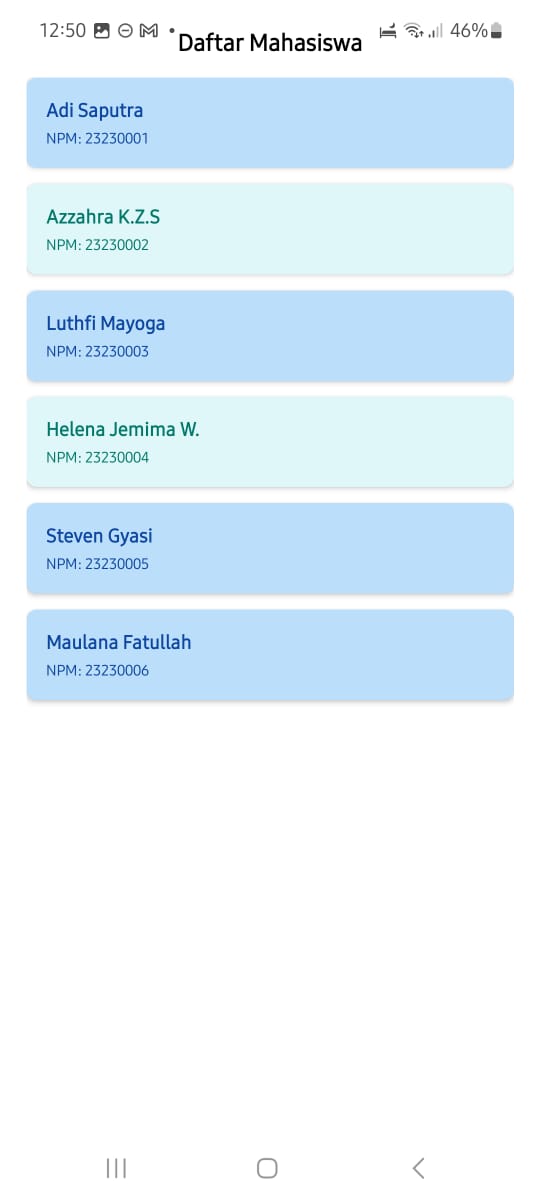 12:50
46%
Daftar Mahasiswa
Adi Saputra
NPM: 23230001
Azzahra K.Z.S
NPM: 23230002
Luthfi Mayoga
NPM: 23230003
Helena Jemima W.
NPM: 23230004
Steven Gyasi
NPM: 23230005
Maulana Fatullah
NPM: 23230006